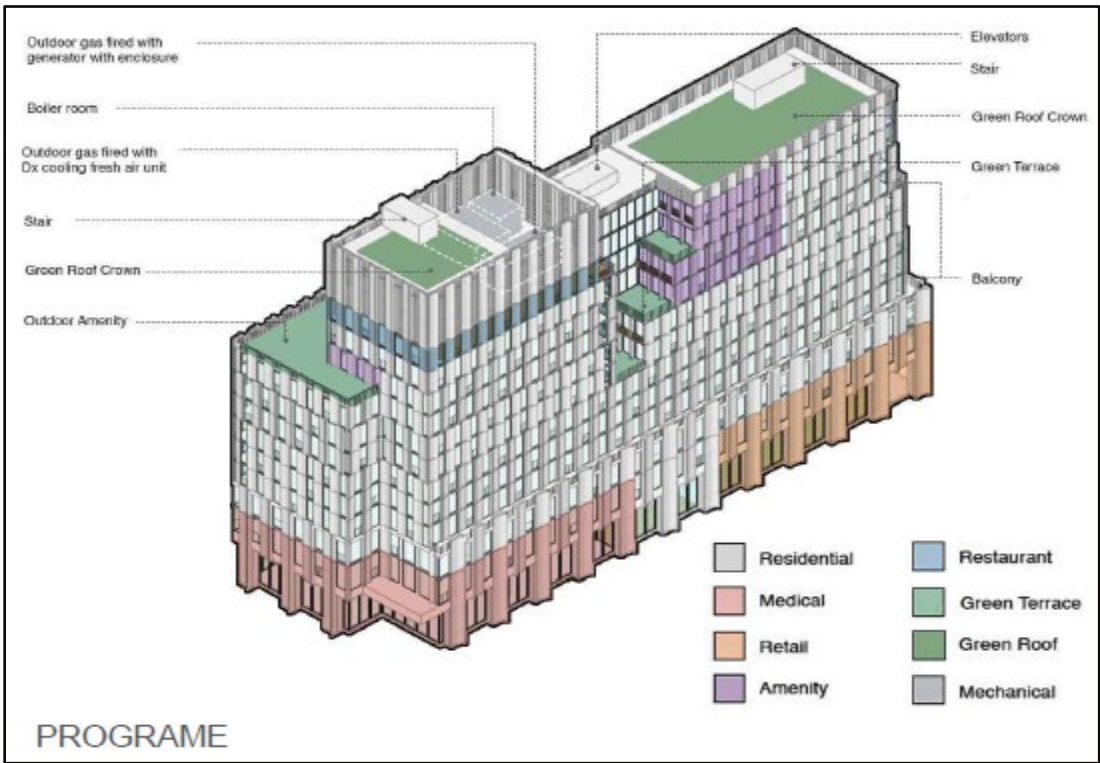 Outdoor gas fired with
generator with enclosure
Boiler room
Outdoor gas fired with
Dx cooling fresh air unit
Stair
Green Roof Crown
Outdoor Amenity
Elevators
Stair
Green Roof Crown
Green Terrace
Balcony
Residential
Medical
Retail
Amenity
Restaurant
Green Terrace
Green Roof
Mechanical
PROGRAME